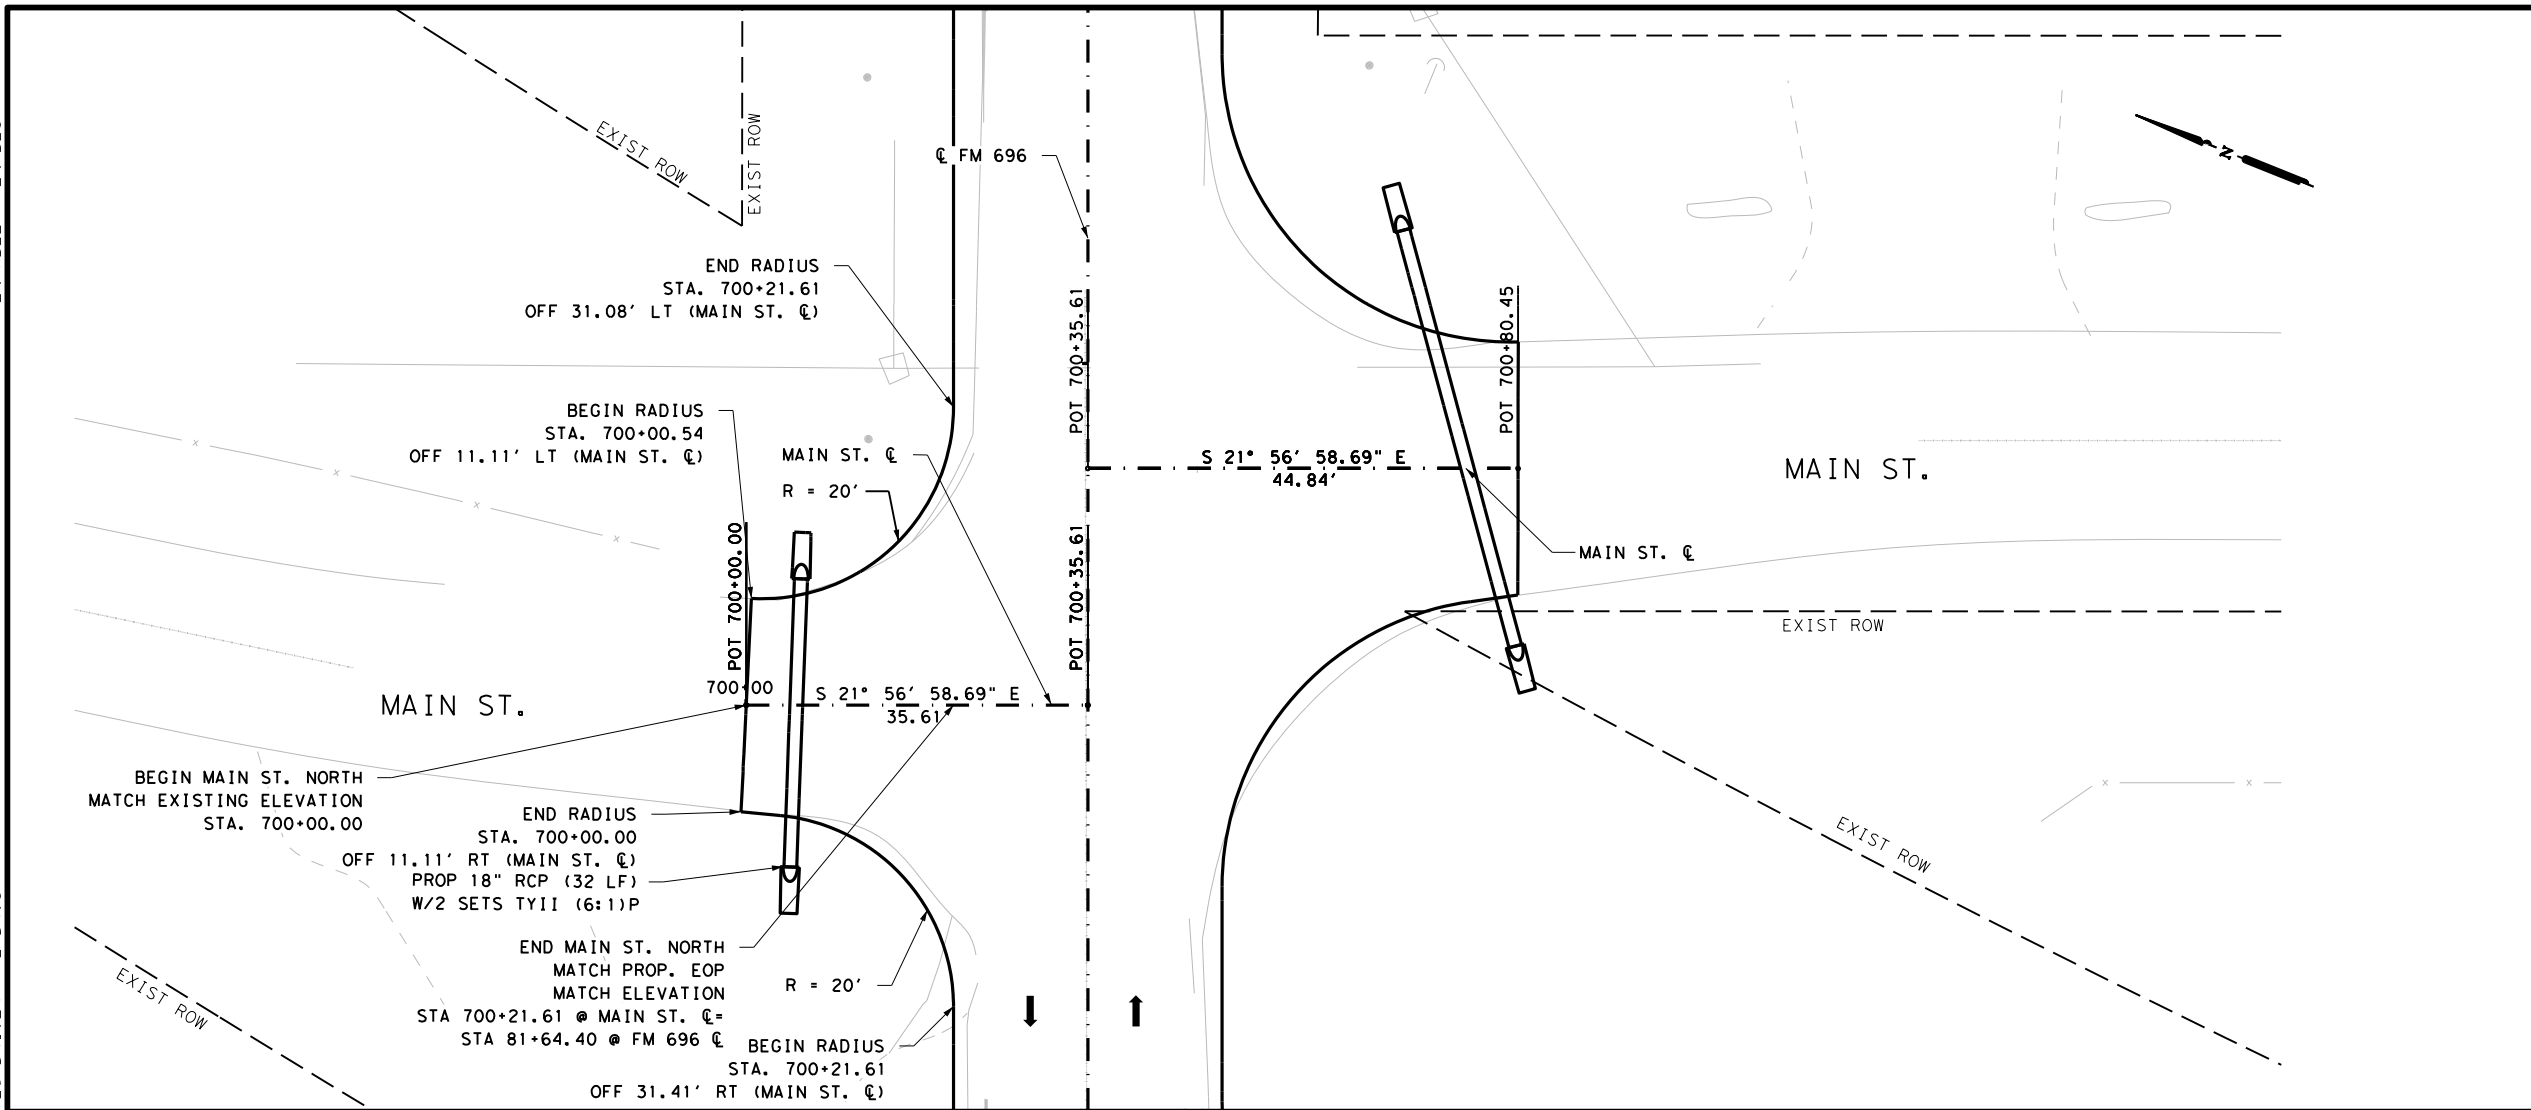 EXIST ROW
EXIST ROW
℄ FM 696
N
END RADIUS
STA. 700+21.61
OFF 31.08' LT (MAIN ST. ℄)
POT 700+35.61
POT 700+80.45
BEGIN RADIUS
STA. 700+00.54
OFF 11.11' LT (MAIN ST. ℄)
MAIN ST. ℄
R = 20'
S 21° 56' 58.69" E
44.84'
MAIN ST.
MAIN ST. ℄
POT 700+00.00
POT 700+35.61
EXIST ROW
700+00
S 21° 56' 58.69" E
35.61'
MAIN ST.
BEGIN MAIN ST. NORTH
MATCH EXISTING ELEVATION
STA. 700+00.00
END RADIUS
STA. 700+00.00
OFF 11.11' RT (MAIN ST. ℄)
PROP 18" RCP (32 LF)
W/2 SETS TYII (6:1)P
EXIST ROW
END MAIN ST. NORTH
MATCH PROP. EOP
MATCH ELEVATION
STA 700+21.61 @ MAIN ST. ℄=
STA 81+64.40 @ FM 696 ℄
R = 20'
EXIST ROW
BEGIN RADIUS
STA. 700+21.61
OFF 31.41' RT (MAIN ST. ℄)